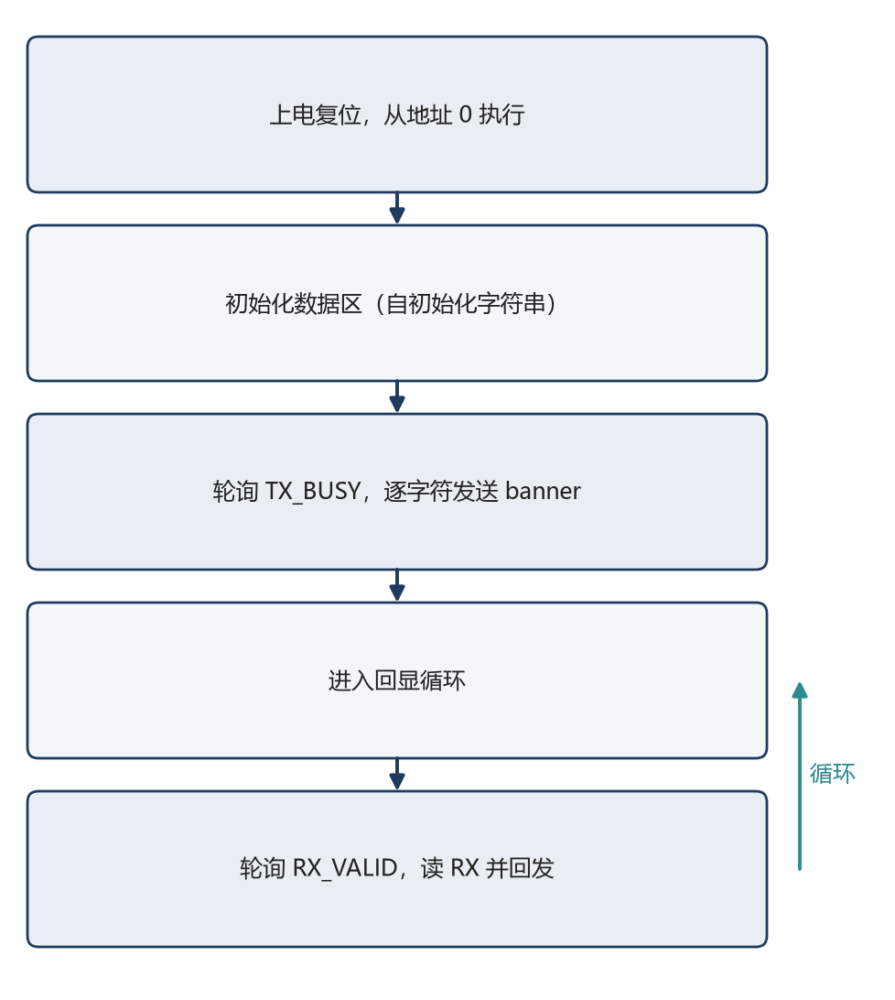 上电复位，从地址 0 执行
初始化数据区（自初始化字符串）
轮询 TX_BUSY，逐字符发送 banner
进入回显循环
循环
轮询 RX_VALID，读 RX 并回发